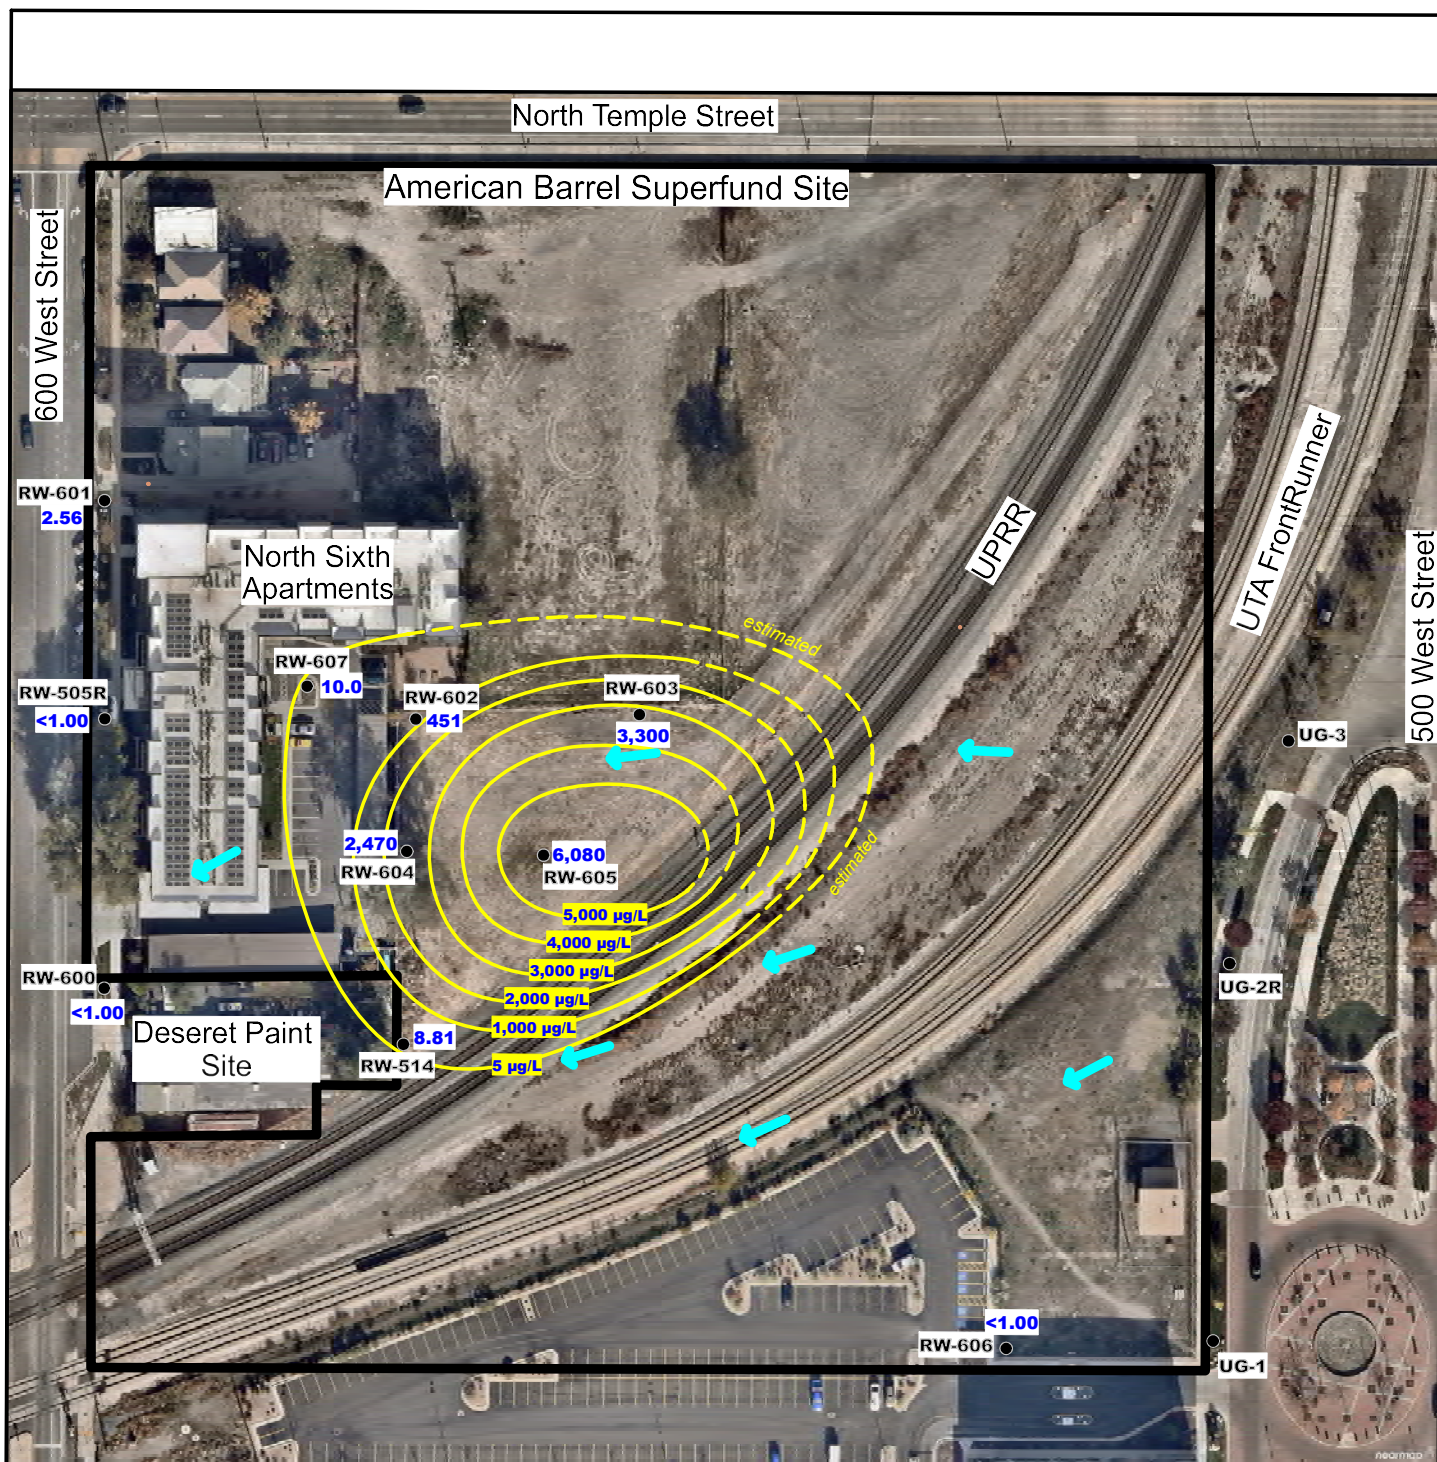 North Temple Street
American Barrel Superfund Site
600 West Street
RW-601
2.56
North Sixth
Apartments
UPRR
UTA FrontRunner
500 West Street
estimated
RW-607
10.0
RW-602
451
RW-603
3,300
RW-505R
<1.00
UG-3
2,470
RW-604
6,080
RW-605
estimated
5,000 µg/L
4,000 µg/L
3,000 µg/L
2,000 µg/L
1,000 µg/L
5 µg/L
RW-600
<1.00
UG-2R
Deseret Paint
Site
8.81
RW-514
<1.00
RW-606
UG-1
nearmap